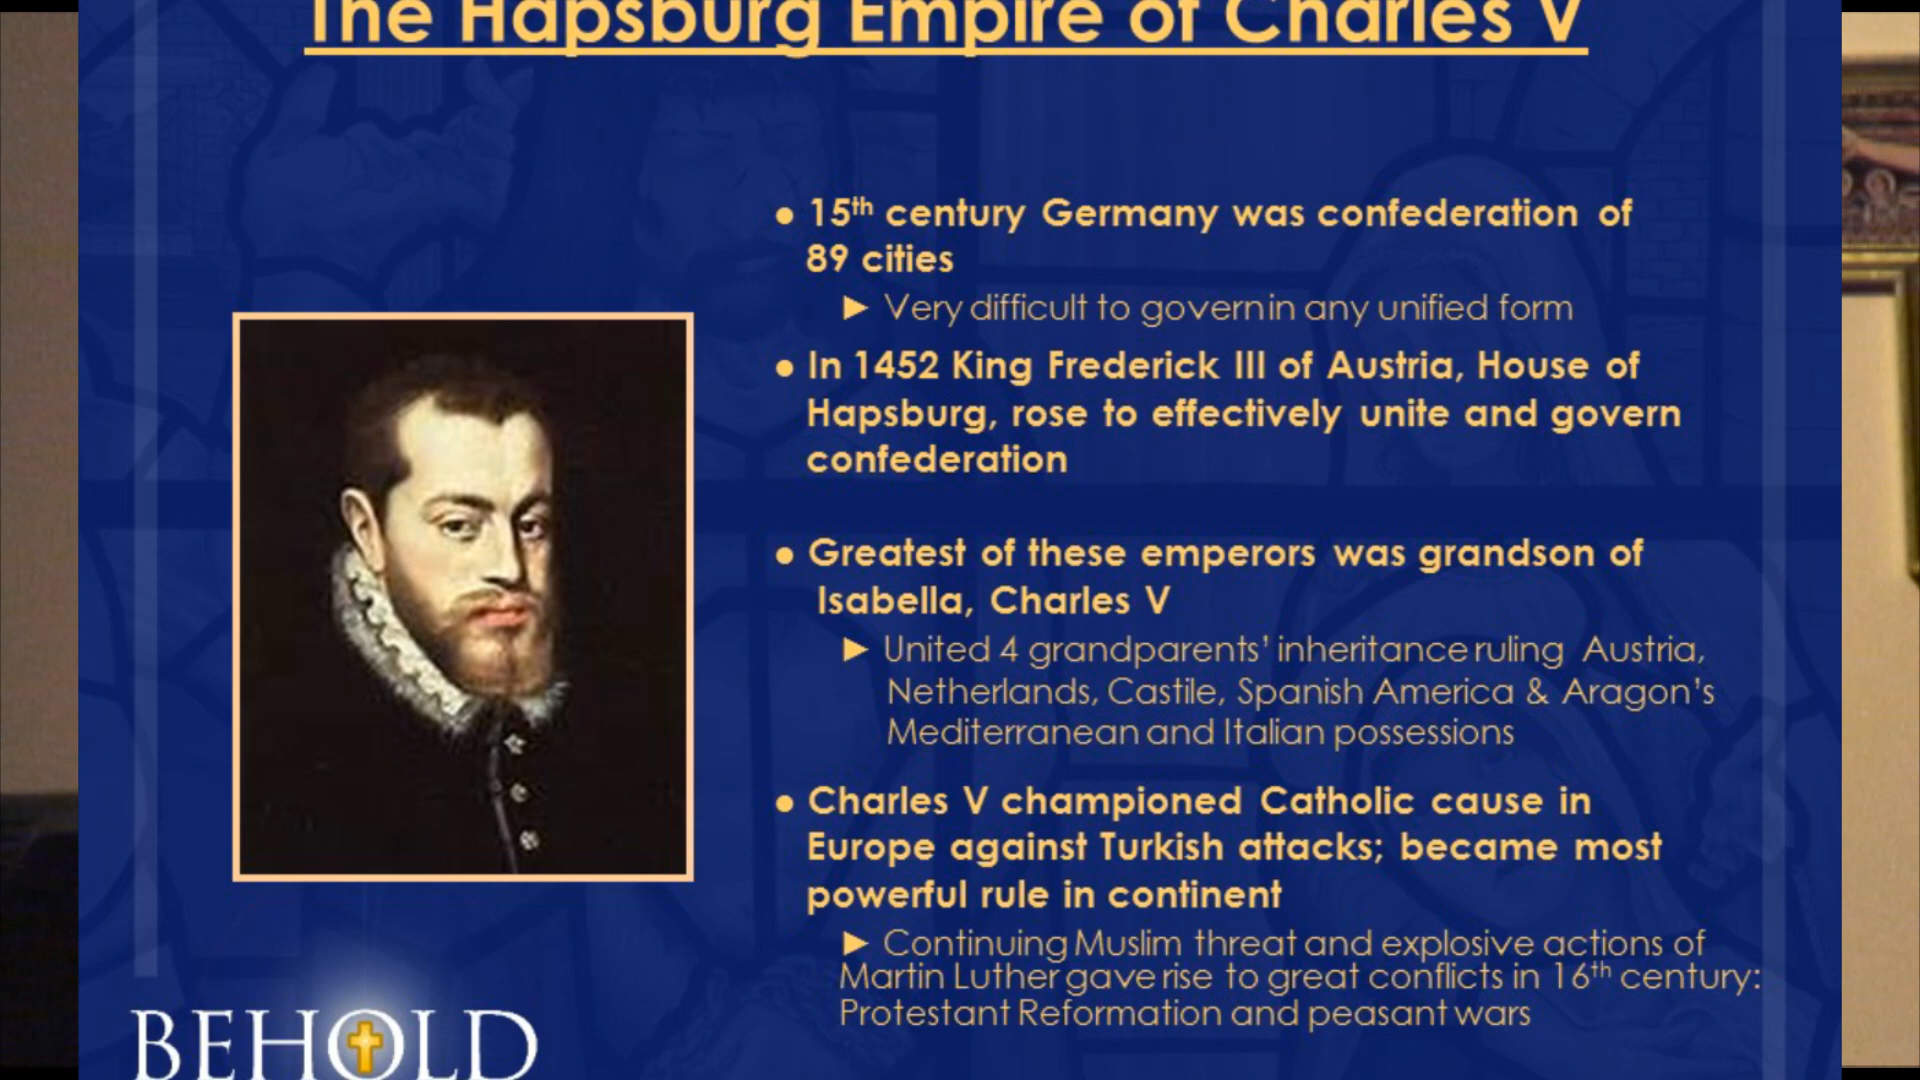 The Hapsburg Empire of Charles V
● 15th century Germany was confederation of
89 cities
► Very difficult to govern in any unified form
● In 1452 King Frederick III of Austria, House of
Hapsburg, rose to effectively unite and govern
confederation
● Greatest of these emperors was grandson of
Isabella, Charles V
► United 4 grandparents' inheritance ruling Austria,
Netherlands, Castile, Spanish America & Aragon's
Mediterranean and Italian possessions
● Charles V championed Catholic cause in
Europe against Turkish attacks; became most
powerful rule in continent
► Continuing Muslim threat and explosive actions of
Martin Luther gave rise to great conflicts in 16th century:
Protestant Reformation and peasant wars
BEHOLD